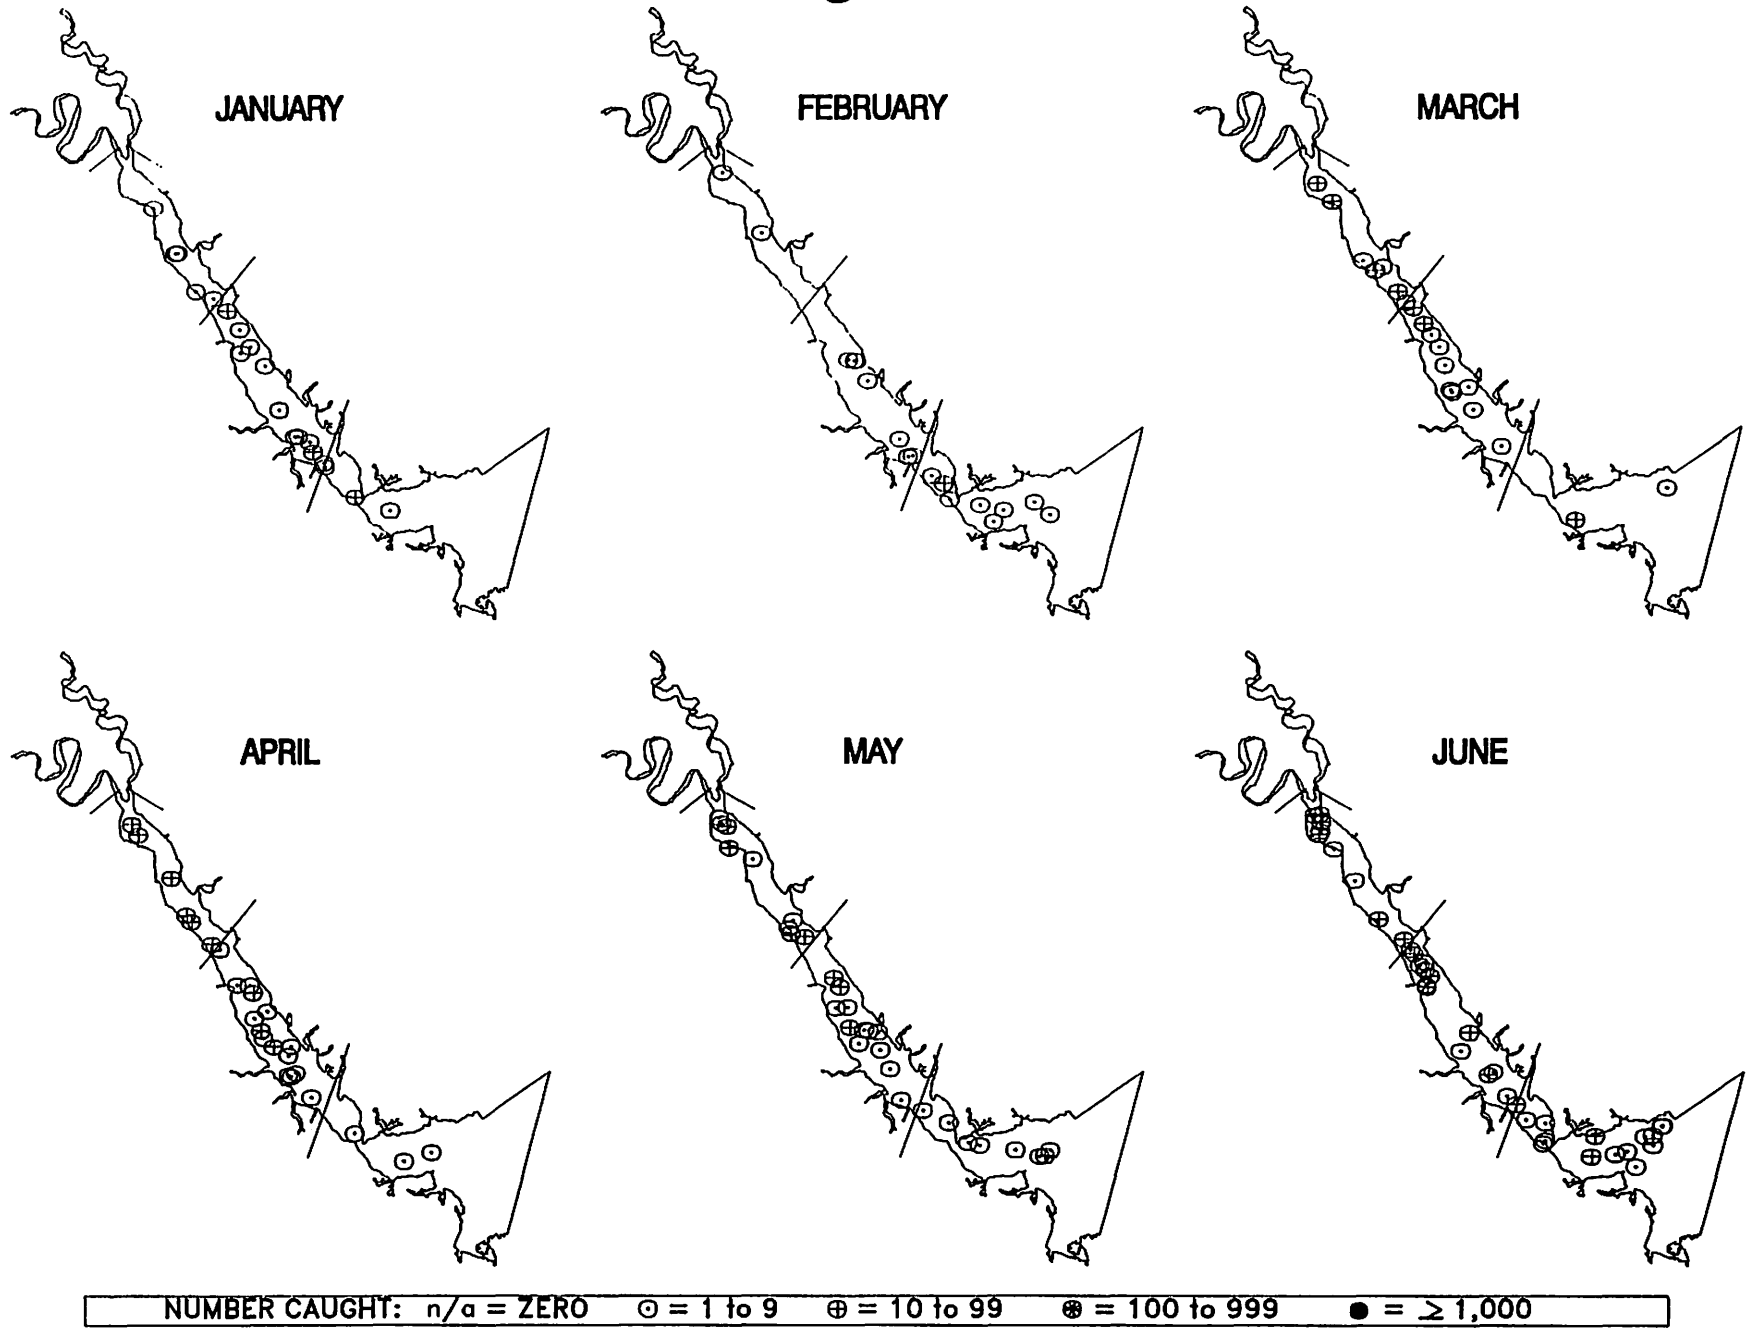 JANUARY FEBRUARY MARCH
APRIL MAY JUNE
NUMBER CAUGHT: n/a = ZERO ⊙ = 1 to 9 ⊕ = 10 to 99 ⊛ = 100 to 999 ● = ≥ 1,000